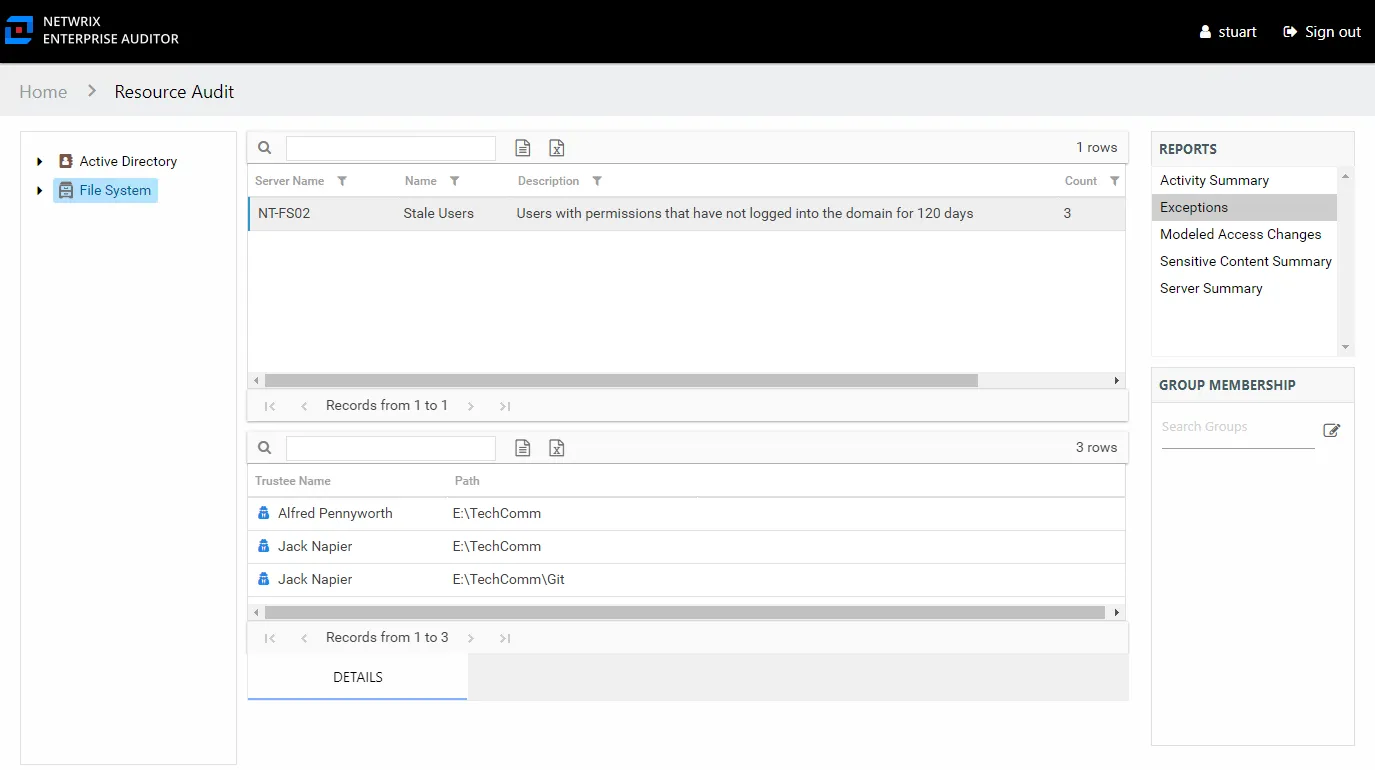 NETWRIX
ENTERPRISE AUDITOR
stuart
Sign out
Home
Resource Audit
Active Directory
File System
1 rows
Server Name
Name
Description
Count
NT-FS02
Stale Users
Users with permissions that have not logged into the domain for 120 days
3
Records from 1 to 1
3 rows
Trustee Name
Path
Alfred Pennyworth
E:\TechComm
Jack Napier
E:\TechComm
Jack Napier
E:\TechComm\Git
Records from 1 to 3
DETAILS
REPORTS
Activity Summary
Exceptions
Modeled Access Changes
Sensitive Content Summary
Server Summary
GROUP MEMBERSHIP
Search Groups